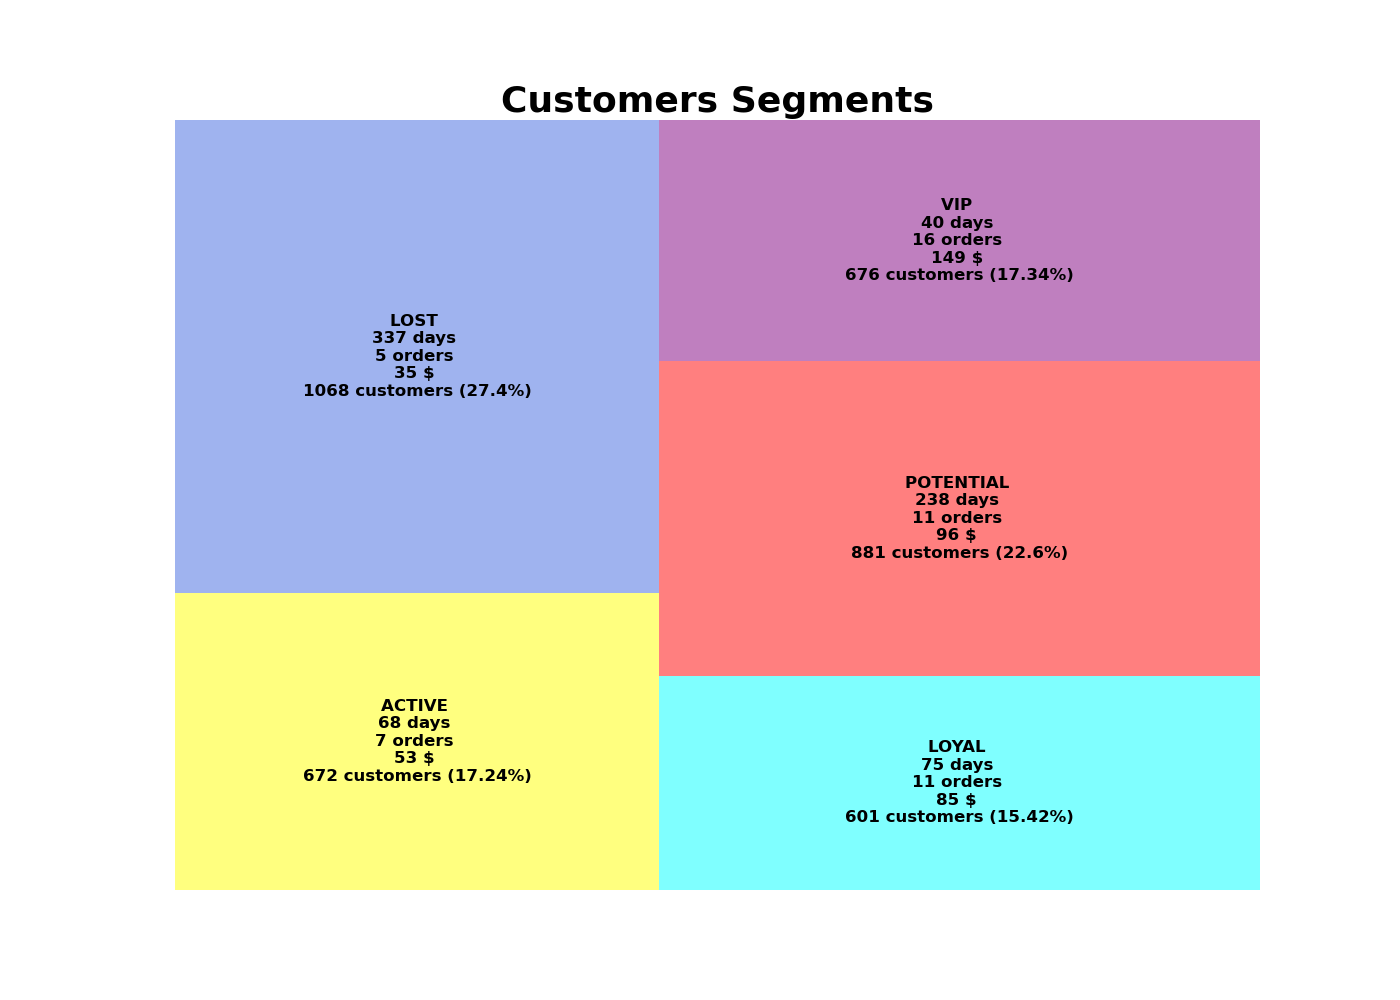 Customers Segments
LOST
337 days
5 orders
35 $
1068 customers (27.4%)
ACTIVE
68 days
7 orders
53 $
672 customers (17.24%)
VIP
40 days
16 orders
149 $
676 customers (17.34%)
POTENTIAL
238 days
11 orders
96 $
881 customers (22.6%)
LOYAL
75 days
11 orders
85 $
601 customers (15.42%)